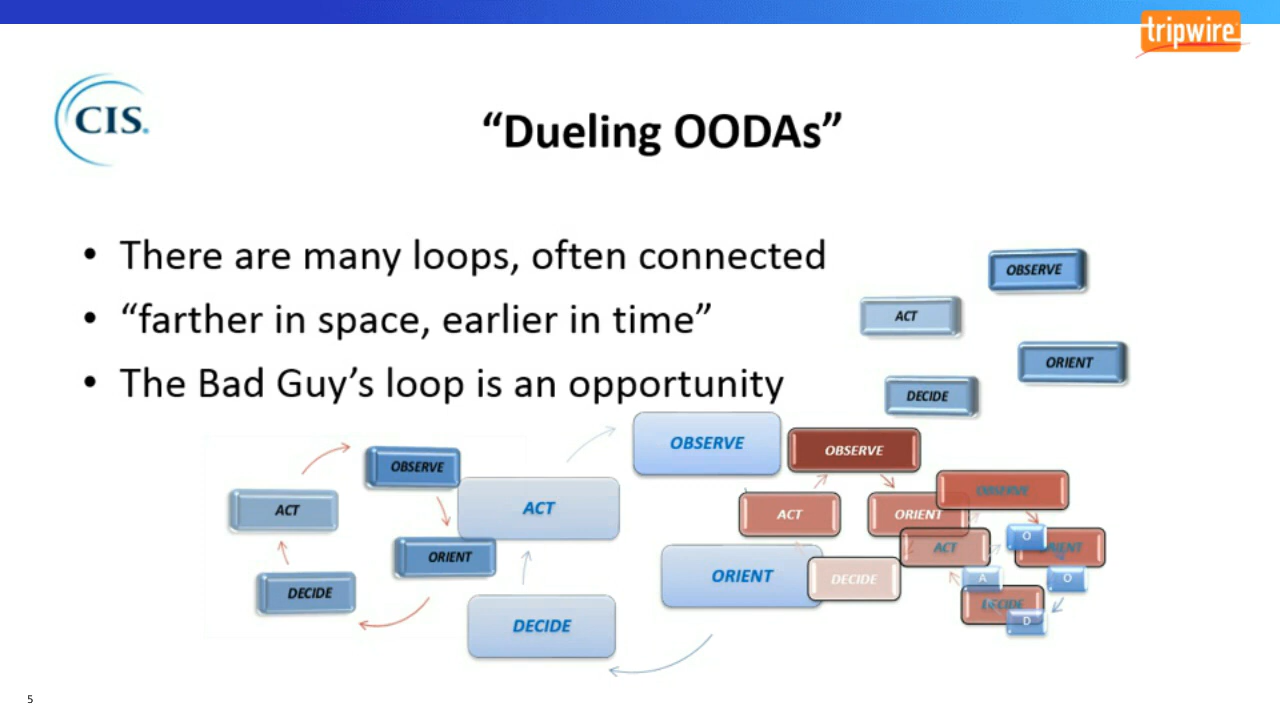 tripwire
CIS.
“Dueling OODAs”
• There are many loops, often connected
• “farther in space, earlier in time”
• The Bad Guy’s loop is an opportunity
OBSERVE
ACT
ORIENT
DECIDE
OBSERVE
ACT
ORIENT
DECIDE
OBSERVE
ACT
ORIENT
DECIDE
OBSERVE
ACT
ORIENT
DECIDE
OBSERVE
ACT
ORIENT
DECIDE
O
A
O
D
5